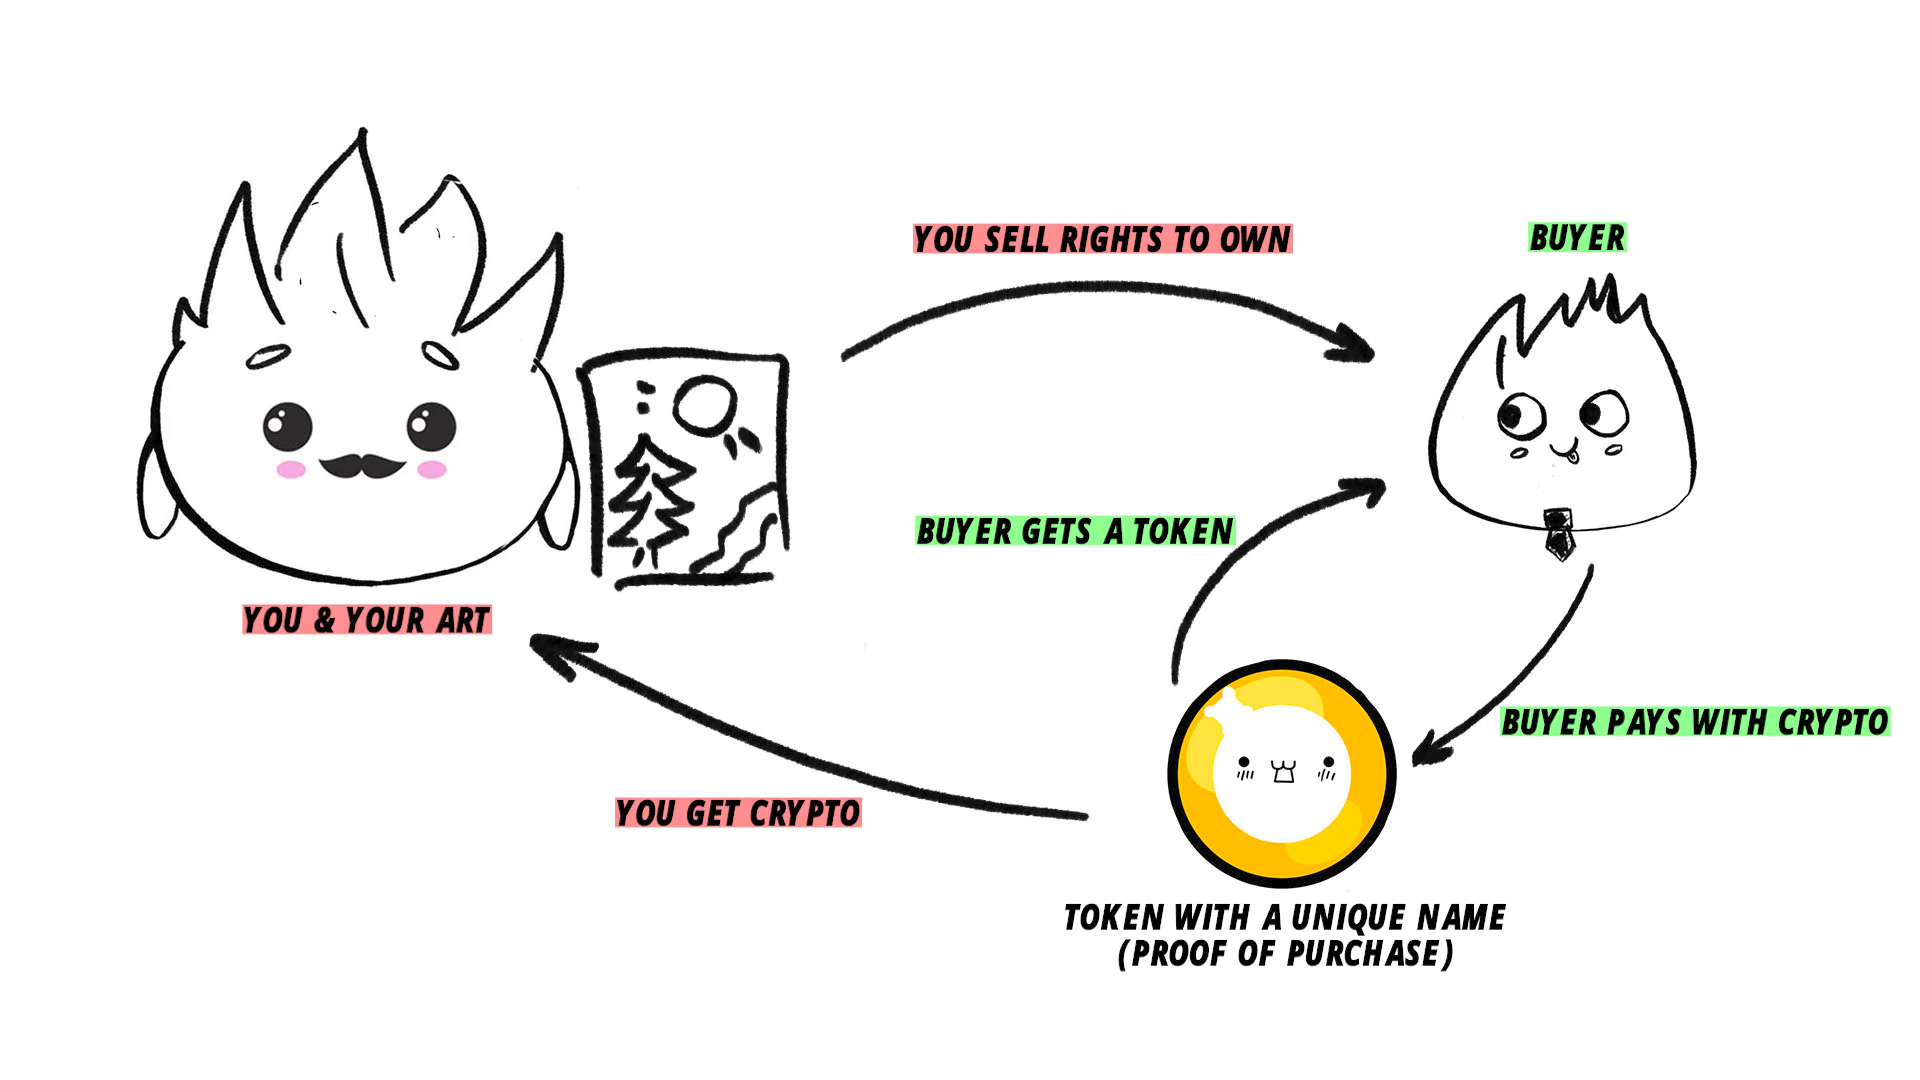 YOU SELL RIGHTS TO OWN
BUYER
BUYER GETS A TOKEN
YOU & YOUR ART
BUYER PAYS WITH CRYPTO
YOU GET CRYPTO
TOKEN WITH A UNIQUE NAME
(PROOF OF PURCHASE)